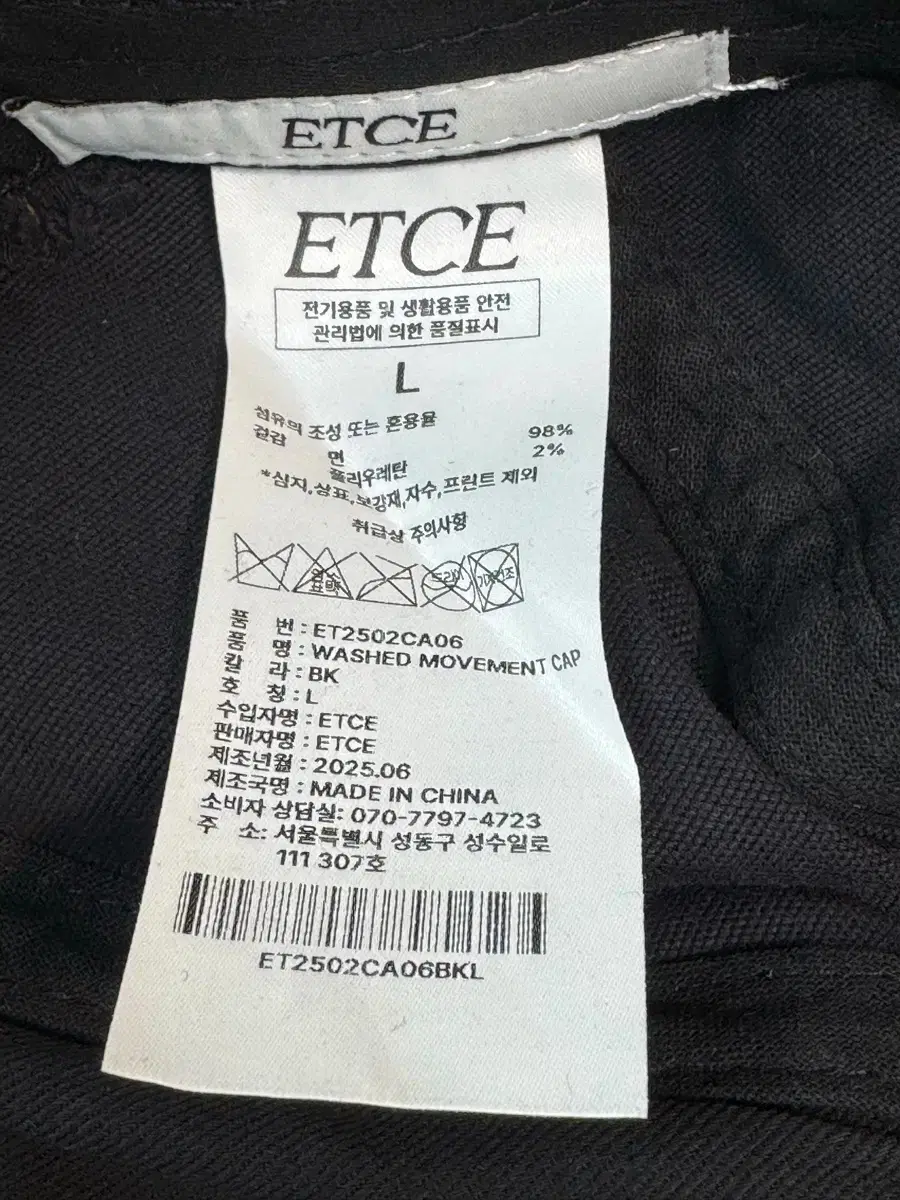 ETCE
ETCE
전기용품 및 생활용품 안전
관리법에 의한 품질표시
L
섬유의 조성 또는 혼용율
겉감 면 98%
폴리우레탄 2%
*심지,상표,보강재,자수,프린트 제외
취급상 주의사항
염소 표백 드라이 기계건조
품 번 : ET2502CA06
품 명 : WASHED MOVEMENT CAP
칼 라 : BK
호 칭 : L
수입자명 : ETCE
판매자명 : ETCE
제조년월 : 2025.06
제조국명 : MADE IN CHINA
소비자 상담실: 070-7797-4723
주 소: 서울특별시 성동구 성수일로
111 307호
ET2502CA06BKL